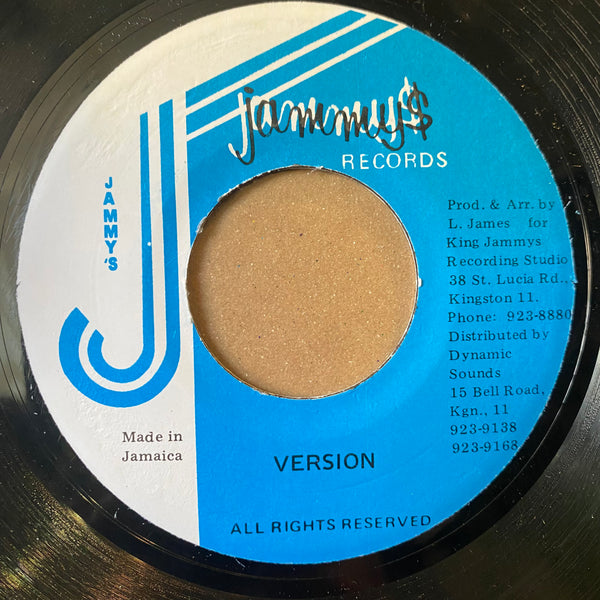 jammy$
RECORDS
JAMMY'S
Prod. & Arr. by
L. James for
King Jammys
Recording Studio
38 St. Lucia Rd.,
Kingston 11.
Phone: 923-8880
Distributed by
Dynamic
Sounds
15 Bell Road,
Kgn., 11
923-9138
923-9168
Made in
Jamaica
VERSION
ALL RIGHTS RESERVED